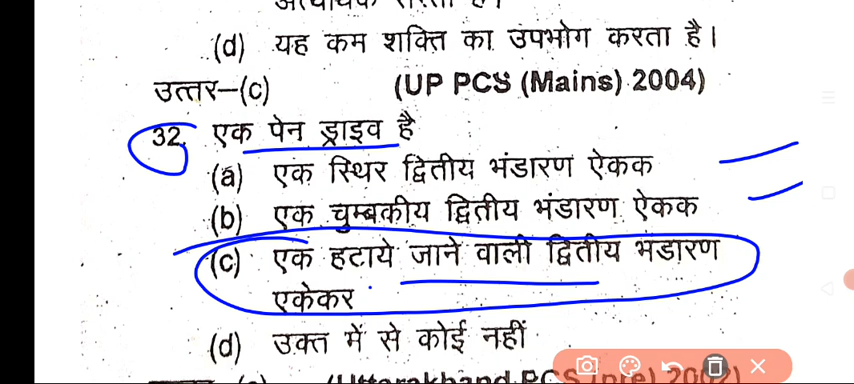 (d) यह कम शक्ति का उपभोग करता है।
उत्तर–(c) (UP PCS (Mains) 2004)
32. एक पेन ड्राइव है
(a) एक स्थिर द्वितीय भंडारण ऐकक
(b) एक चुम्बकीय द्वितीय भंडारण ऐकक
(c) एक हटाये जाने वाली द्वितीय भंडारण
एकेकर
(d) उक्त में से कोई नहीं